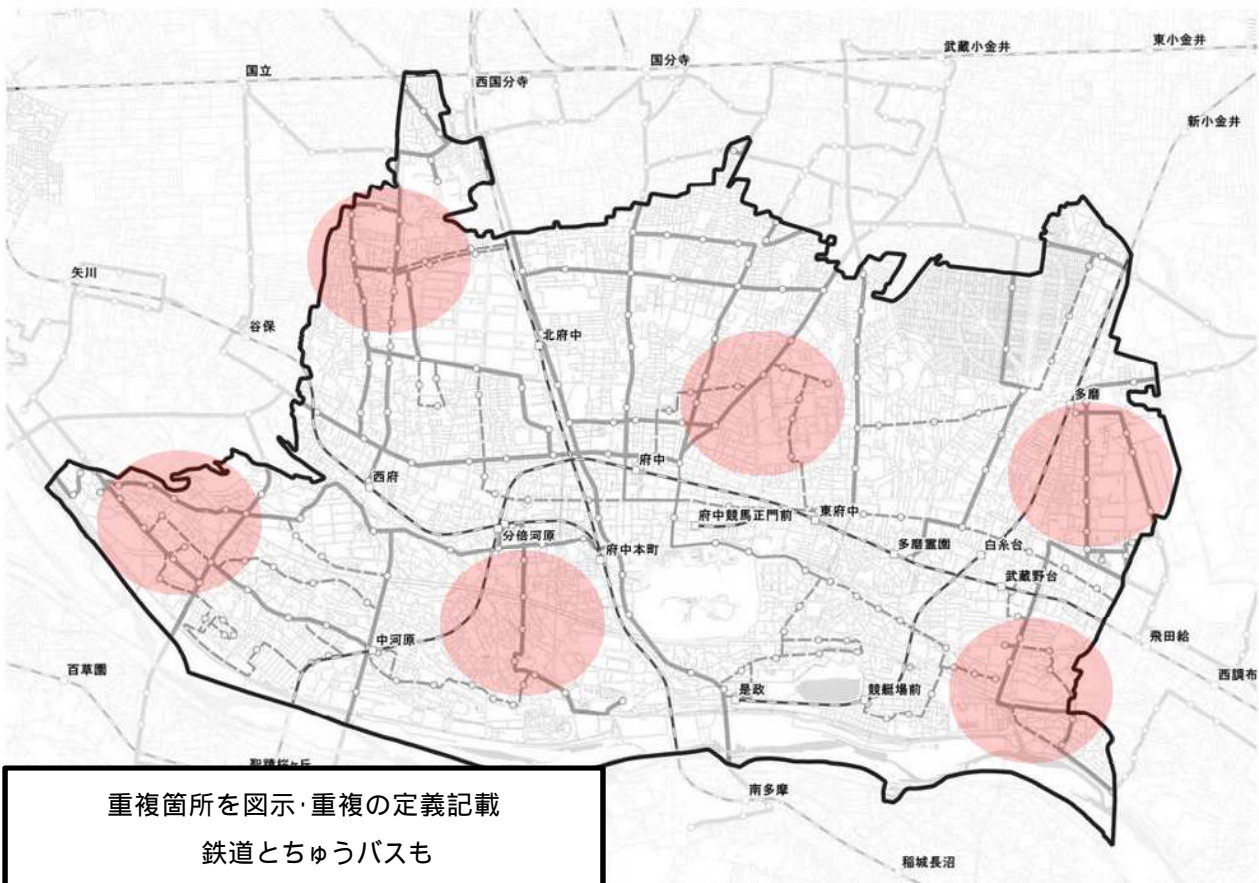 東小金井
武蔵小金井
国分寺
国立
西国分寺
新小金井
矢川
谷保
北府中
多磨
府中
西府
府中競馬正門前
東府中
分倍河原
府中本町
多磨霊園
白糸台
武蔵野台
中河原
飛田給
百草園
西調布
是政
競艇場前
聖蹟桜ヶ丘
南多摩
稲城長沼
重複箇所を図示・重複の定義記載
鉄道とちゅうバスも